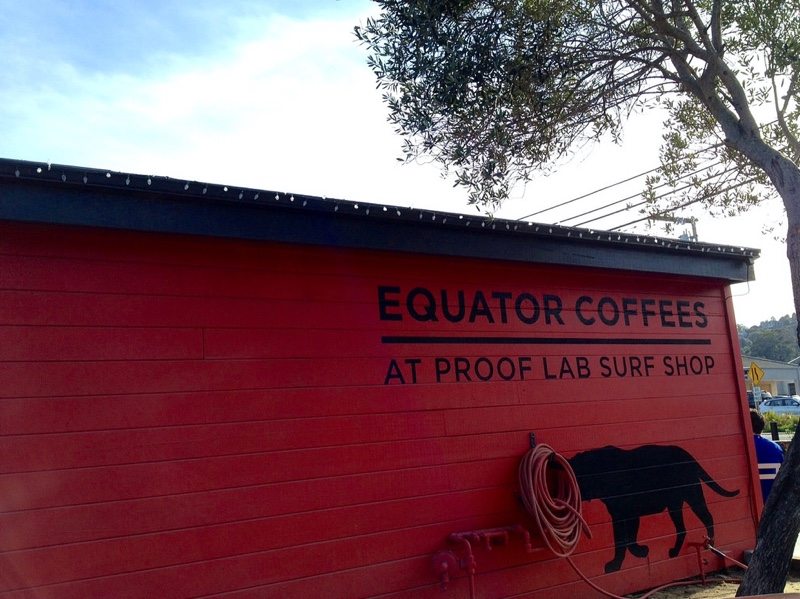 EQUATOR COFFEES
AT PROOF LAB SURF SHOP